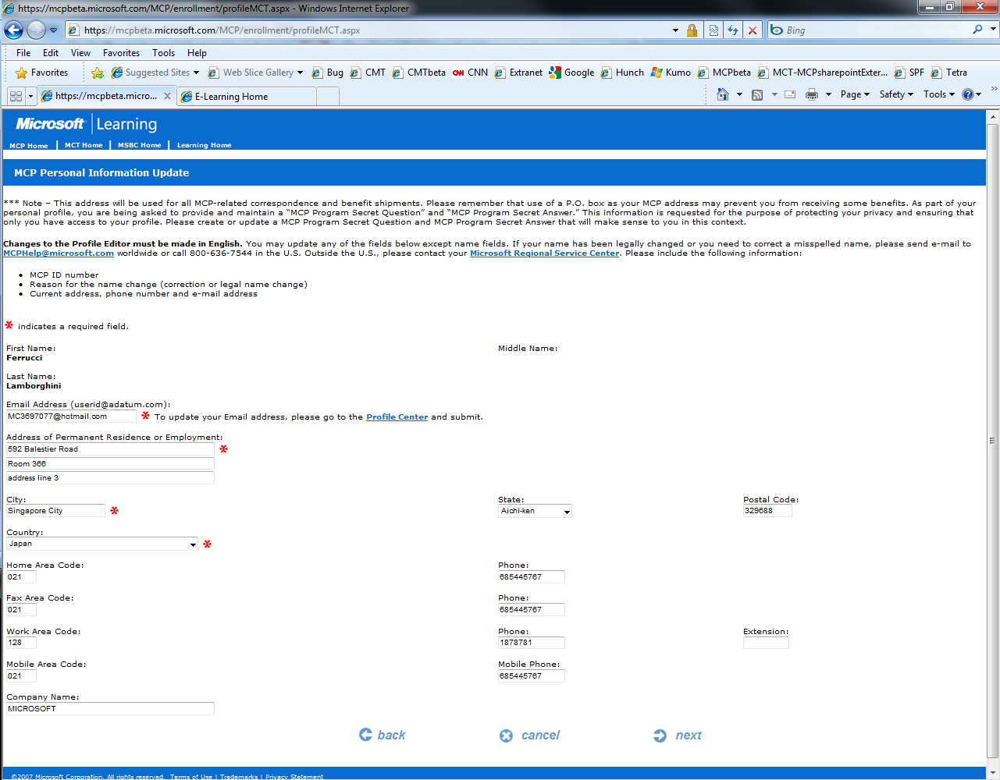 https://mcpbeta.microsoft.com/MCP/enrollment/profileMCT.aspx - Windows Internet Explorer
https://mcpbeta.microsoft.com/MCP/enrollment/profileMCT.aspx
Bing
File Edit View Favorites Tools Help
Favorites Suggested Sites Web Slice Gallery Bug CMT CMTbeta CNN Extranet Google Hunch Kumo MCPbeta MCT-MCPsharepointExter... SPF Tetra
https://mcpbeta.micro... E-Learning Home Page Safety Tools
Microsoft Learning
MCP Home | MCT Home | MSBC Home | Learning Home
MCP Personal Information Update
*** Note – This address will be used for all MCP-related correspondence and benefit shipments. Please remember that use of a P.O. box as your MCP address may prevent you from receiving some benefits. As part of your
personal profile, you are being asked to provide and maintain a “MCP Program Secret Question” and “MCP Program Secret Answer.” This information is requested for the purpose of protecting your privacy and ensuring that
only you have access to your profile. Please create or update a MCP Program Secret Question and MCP Program Secret Answer that will make sense to you in this context.
Changes to the Profile Editor must be made in English. You may update any of the fields below except name fields. If your name has been legally changed or you need to correct a misspelled name, please send e-mail to
MCPHelp@microsoft.com worldwide or call 800-636-7544 in the U.S. Outside the U.S., please contact your Microsoft Regional Service Center. Please include the following information:
• MCP ID number
• Reason for the name change (correction or legal name change)
• Current address, phone number and e-mail address
* indicates a required field.
First Name: Middle Name:
Ferrucci
Last Name:
Lamborghini
Email Address (userid@adatum.com):
MC3697077@hotmail.com * To update your Email address, please go to the Profile Center and submit.
Address of Permanent Residence or Employment:
592 Balestier Road *
Room 366
address line 3
City: State: Postal Code:
Singapore City * Aichi-ken 329688
Country:
Japan *
Home Area Code: Phone:
021 685445767
Fax Area Code: Phone:
021 685445767
Work Area Code: Phone: Extension:
128 1878781
Mobile Area Code: Mobile Phone:
021 685445767
Company Name:
MICROSOFT
back cancel next
©2007 Microsoft Corporation. All rights reserved. Terms of Use | Trademarks | Privacy Statement